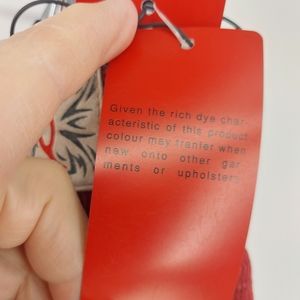 Given the rich dye char-
acteristic of this product
colour may tranfer when
new onto other gar-
ments or upholstery